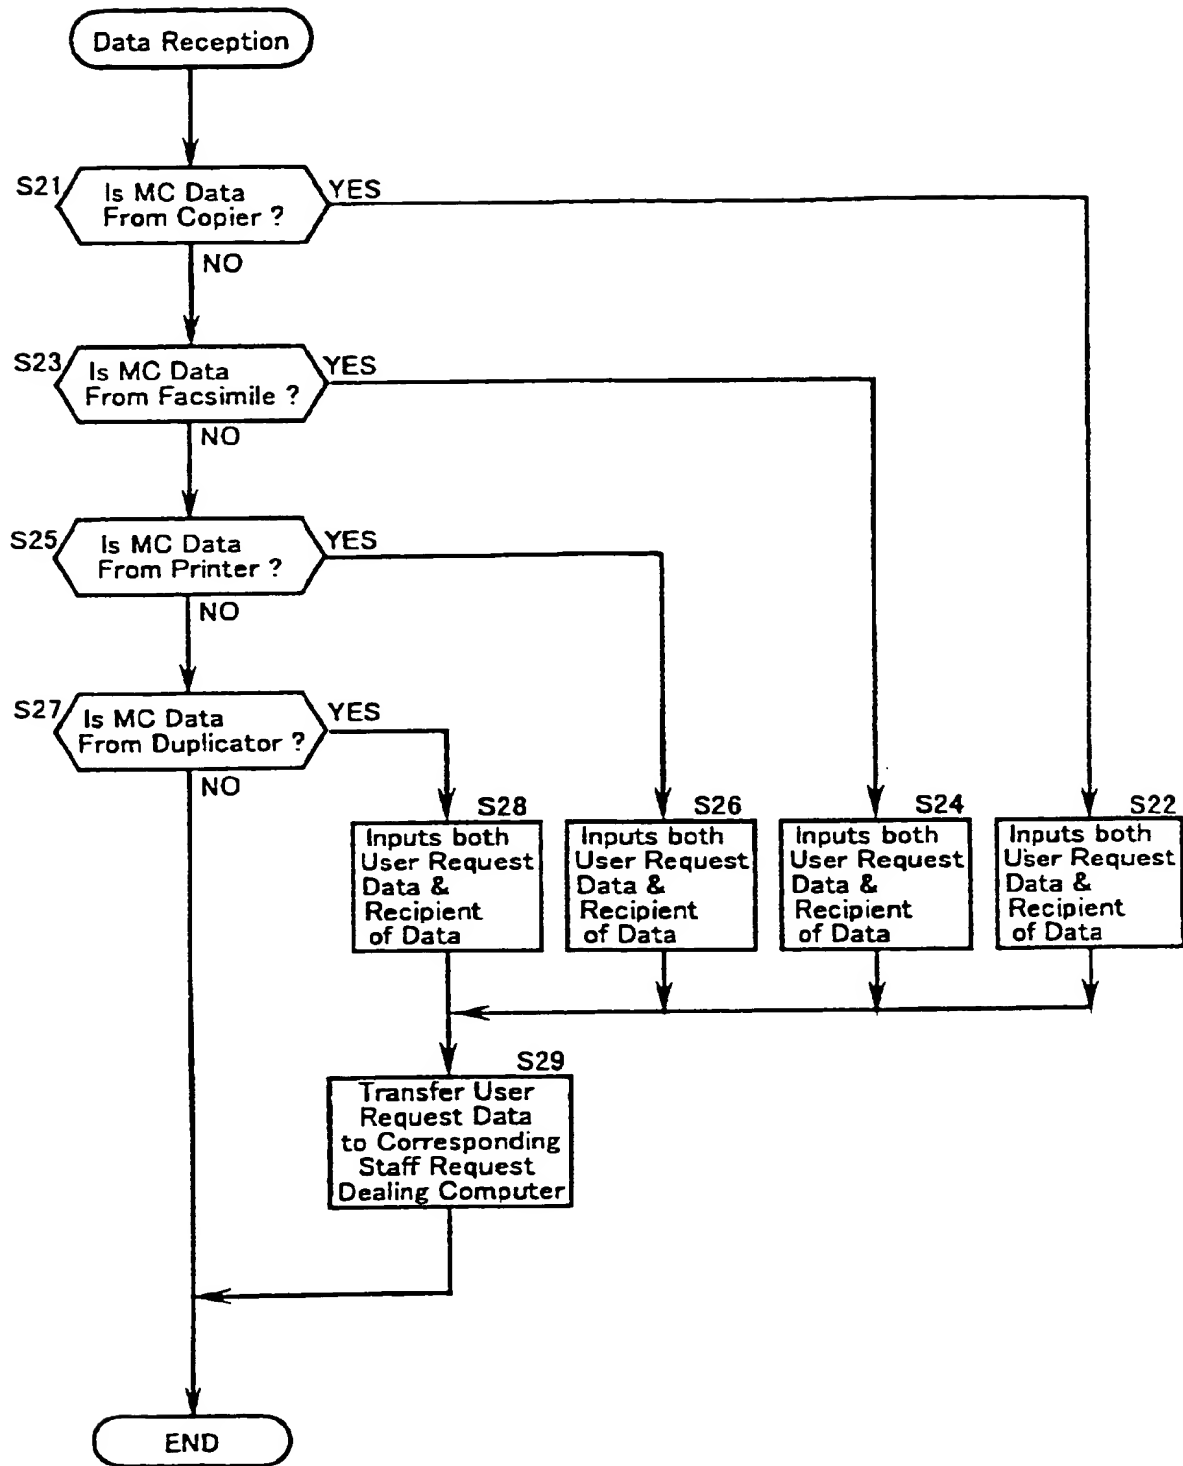 Data Reception
S21
Is MC Data
From Copier ?
YES
NO
S23
Is MC Data
From Facsimile ?
YES
NO
S25
Is MC Data
From Printer ?
YES
NO
S27
Is MC Data
From Duplicator ?
YES
NO
S28
Inputs both
User Request
Data &
Recipient
of Data
S26
Inputs both
User Request
Data &
Recipient
of Data
S24
Inputs both
User Request
Data &
Recipient
of Data
S22
Inputs both
User Request
Data &
Recipient
of Data
S29
Transfer User
Request Data
to Corresponding
Staff Request
Dealing Computer
END